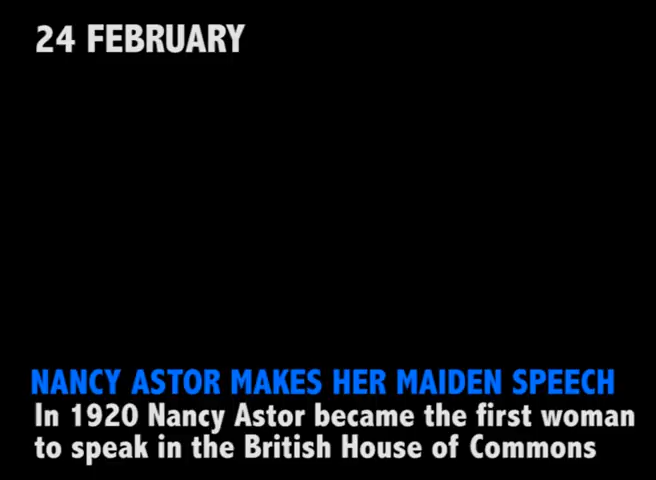 24 FEBRUARY
NANCY ASTOR MAKES HER MAIDEN SPEECH
In 1920 Nancy Astor became the first woman
to speak in the British House of Commons